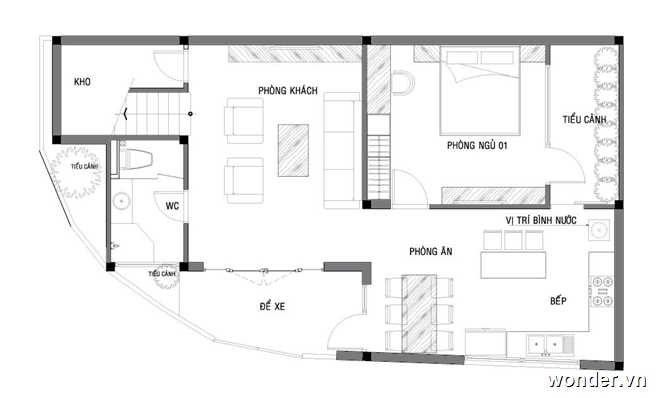 KHO
PHÒNG KHÁCH
PHÒNG NGỦ 01
TIỂU CẢNH
TIỂU CẢNH
WC
VỊ TRÍ BÌNH NƯỚC
PHÒNG ĂN
TIỂU CẢNH
ĐỂ XE
BẾP
wonder.vn